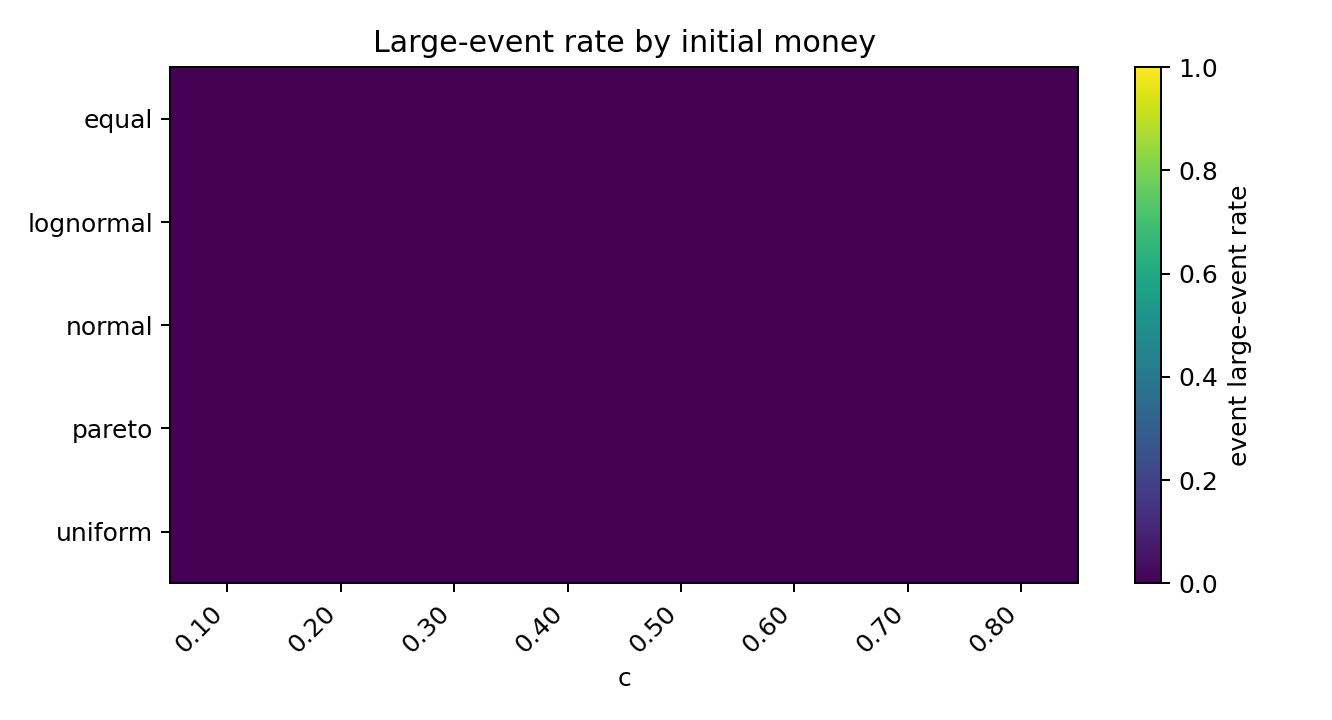 Large-event rate by initial money
equal
lognormal
normal
pareto
uniform
0.10
0.20
0.30
0.40
0.50
0.60
0.70
0.80
c
1.0
0.8
0.6
0.4
0.2
0.0
event large-event rate